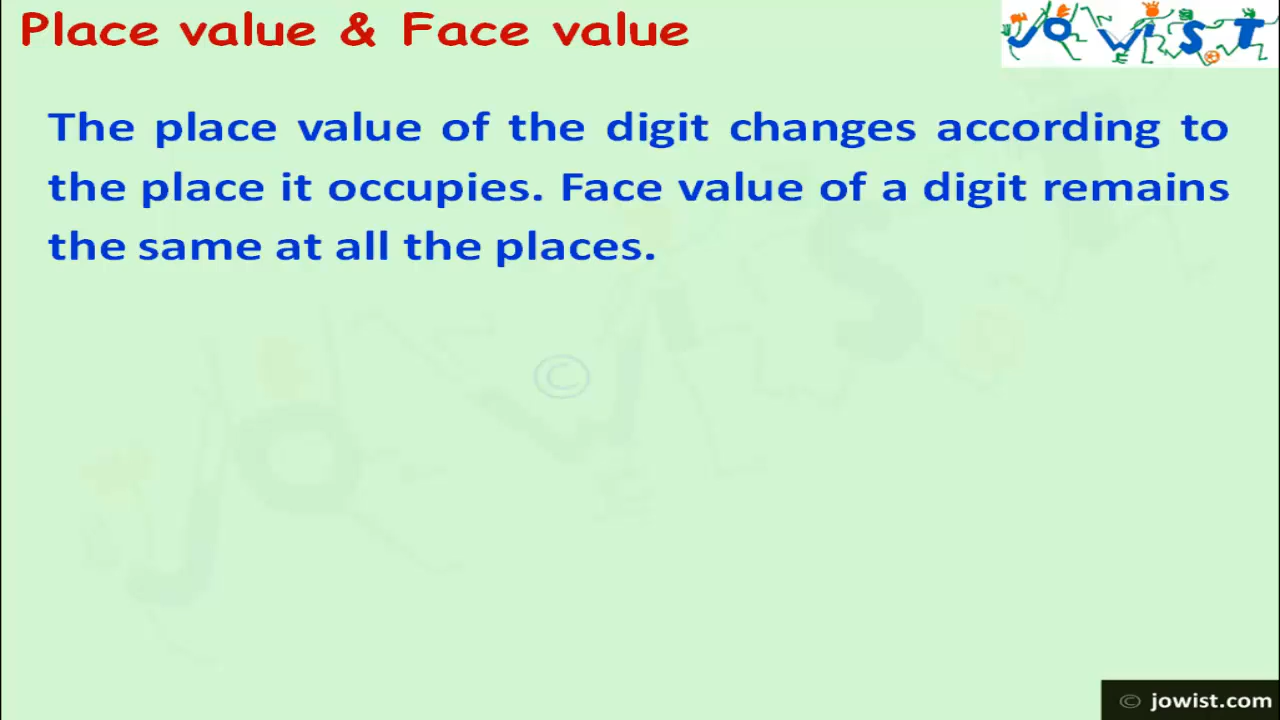 Place value & Face value
JOWIST
The place value of the digit changes according to
the place it occupies. Face value of a digit remains
the same at all the places.
©
© jowist.com